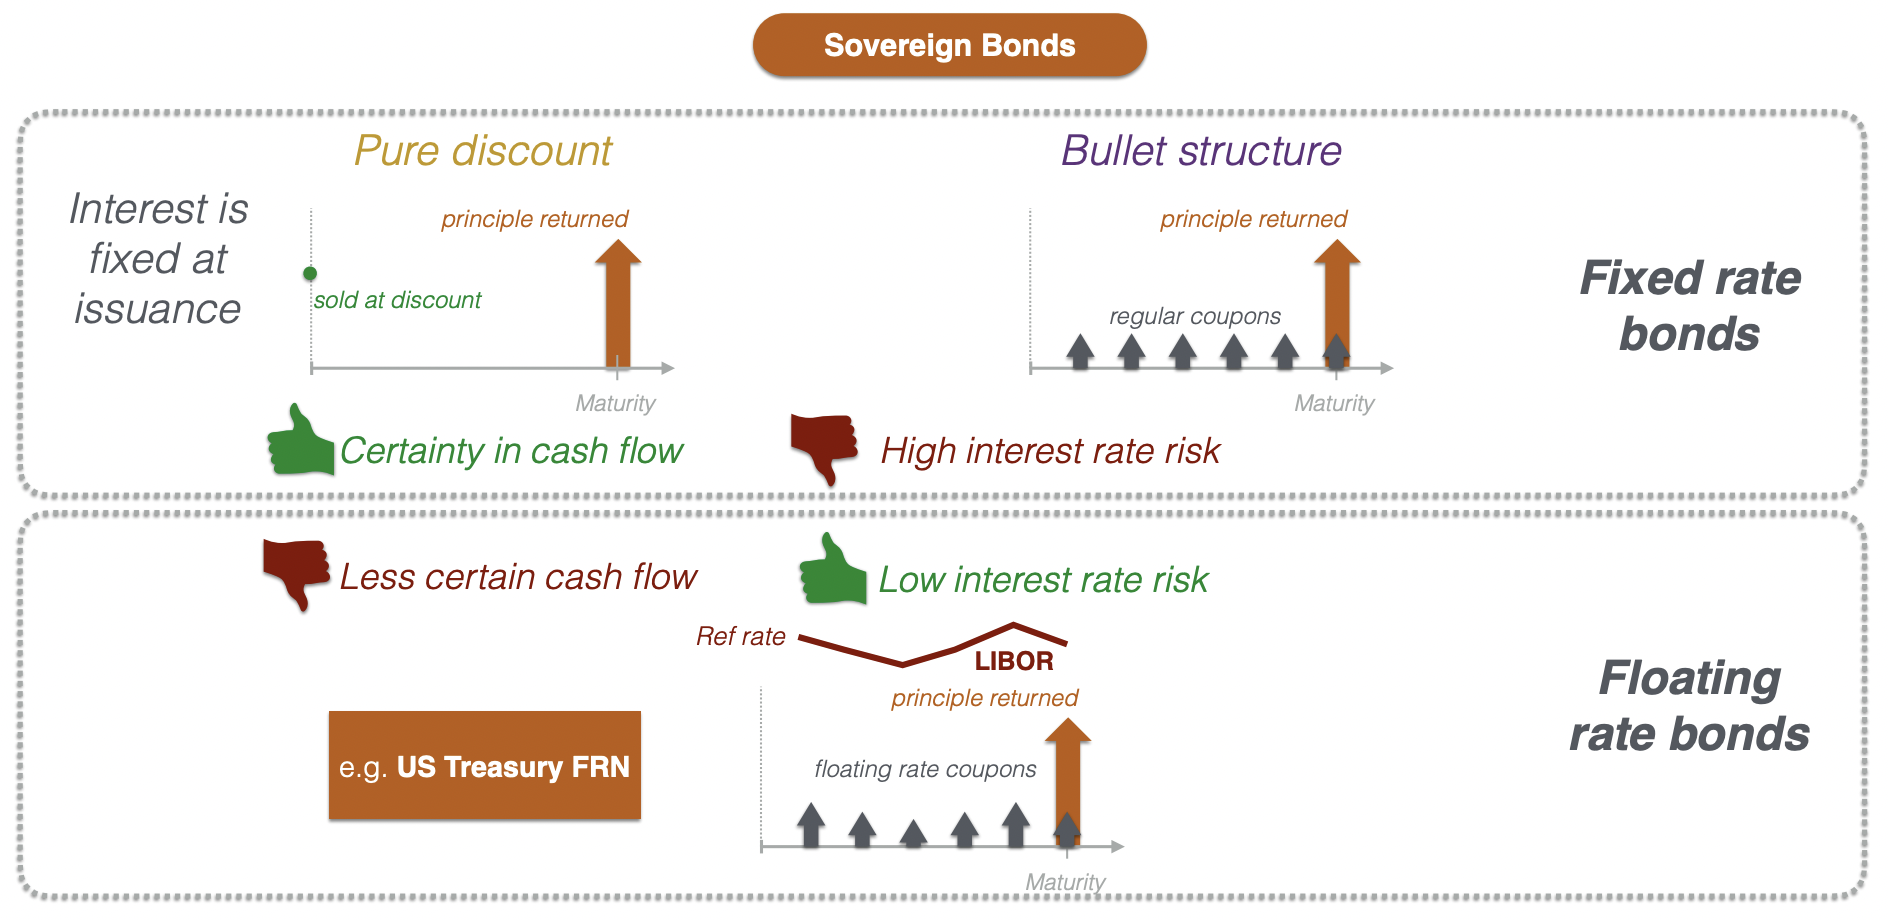 Sovereign Bonds
Pure discount
Bullet structure
Interest is
fixed at
issuance
principle returned
sold at discount
Maturity
principle returned
regular coupons
Maturity
Fixed rate
bonds
Certainty in cash flow
High interest rate risk
Less certain cash flow
Low interest rate risk
Ref rate
LIBOR
principle returned
floating rate coupons
Maturity
e.g. US Treasury FRN
Floating
rate bonds